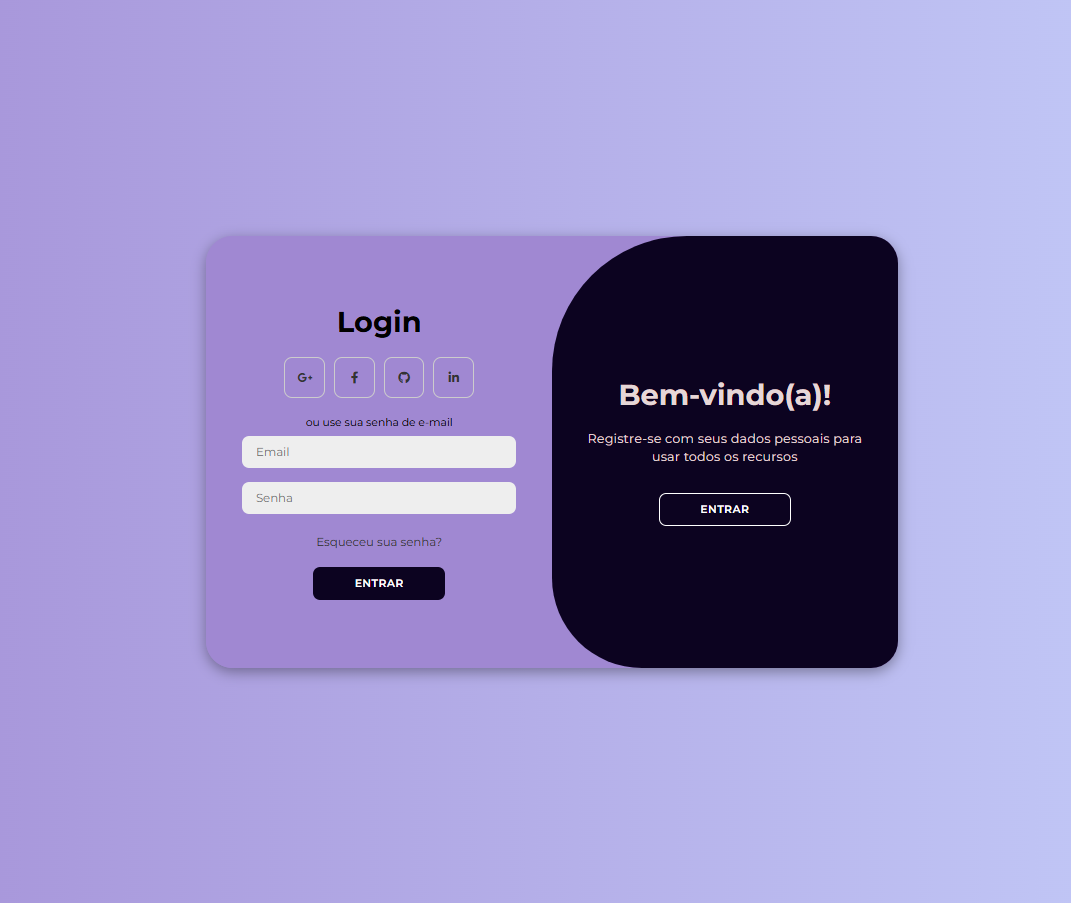 Login
G+
f
in
ou use sua senha de e-mail
Email
Senha
Esqueceu sua senha?
ENTRAR
Bem-vindo(a)!
Registre-se com seus dados pessoais para
usar todos os recursos
ENTRAR